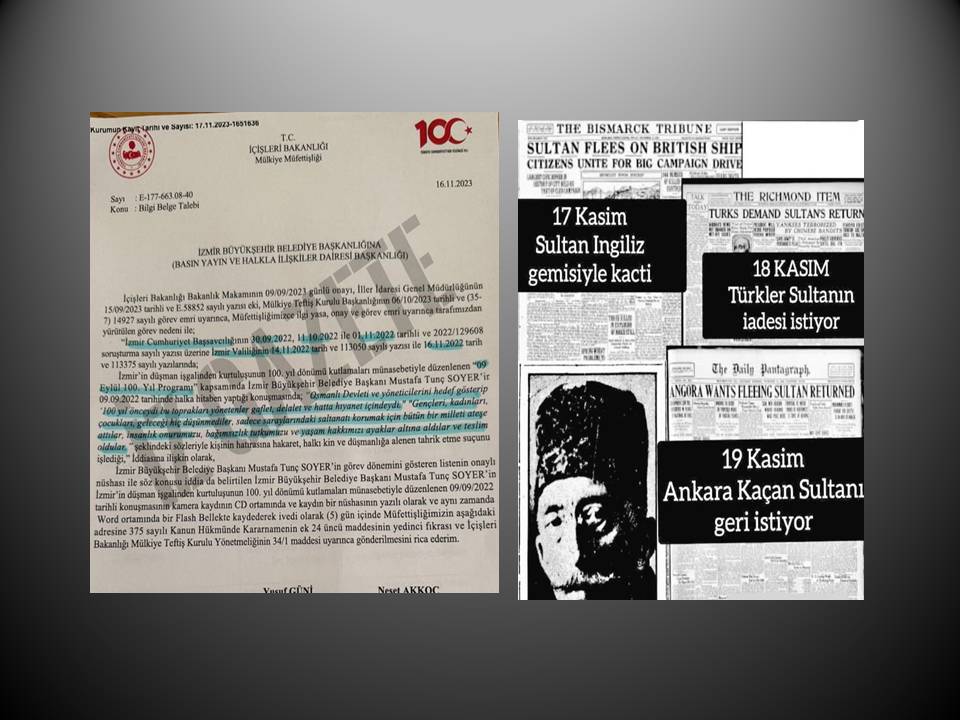 Kurumun Kayıt Tarihi ve Sayısı: 17.11.2023-1651636
T.C.
İÇİŞLERİ BAKANLIĞI
Mülkiye Müfettişliği
16.11.2023
Sayı : E-177-663.08-40
Konu : Bilgi Belge Talebi
İZMİR BÜYÜKŞEHİR BELEDİYE BAŞKANLIĞINA
(BASIN YAYIN VE HALKLA İLİŞKİLER DAİRESİ BAŞKANLIĞI)
İçişleri Bakanlığı Bakanlık Makamının 09/09/2023 günlü onayı, İller İdaresi Genel Müdürlüğünün
15/09/2023 tarihli ve E.58852 sayılı yazısı eki, Mülkiye Teftiş Kurulu Başkanlığının 06/10/2023 tarihli ve (35-
7) 14927 sayılı görev emri uyarınca, Müfettişliğimizce ilgi yasa, onay ve görev emri uyarınca tarafımızdan
yürütülen görev nedeni ile;
"İzmir Cumhuriyet Başsavcılığının 30.09.2022, 11.10.2022 ile 01.11.2022 tarihli ve 2022/129608
soruşturma sayılı yazısı üzerine İzmir Valiliğinin 14.11.2022 tarih ve 113050 sayılı yazısı ile 16.11.2022 tarih
ve 113375 sayılı yazılarında;
İzmir'in düşman işgalinden kurtuluşunun 100. yıl dönümü kutlamaları münasebetiyle düzenlenen "09
Eylül 100. Yıl Programı" kapsamında İzmir Büyükşehir Belediye Başkanı Mustafa Tunç SOYER'ir
09.09.2022 tarihinde halka hitaben yaptığı konuşmasında; "Osmanlı Devleti ve yöneticilerini hedef gösterip
'100 yıl önceydi bu toprakları yönetenler gaflet, dalalet ve hatta hıyanet içindeydi." "Gençleri, kadınları,
çocukları, geleceği hiç düşünmediler, sadece saraylarındaki saltanatı korumak için bütün bir milleti ateşe
attılar, insanlık onurumuzu, bağımsızlık tutkumuzu ve yaşam hakkımızı ayaklar altına aldılar ve teslim
oldular." şeklindeki sözleriyle kişinin hatırasına hakaret, halkı kin ve düşmanlığa alenen tahrik etme suçunu
işlediği," İddiasına ilişkin olarak,
İzmir Büyükşehir Belediye Başkanı Mustafa Tunç SOYER'in görev dönemini gösteren listenin onaylı
nüshası ile söz konusu iddia da belirtilen İzmir Büyükşehir Belediye Başkanı Mustafa Tunç SOYER'in
İzmir'in düşman işgalinden kurtuluşunun 100. yıl dönümü kutlamaları münasebetiyle düzenlenen 09/09/2022
tarihli konuşmasının kamera kaydının CD ortamında ve kaydın bir nüshasının yazılı olarak ve aynı zamanda
Word ortamında bir Flash Bellekte kaydederek ivedi olarak (5) gün içinde Müfettişliğimizin aşağıdaki
adresine 375 sayılı Kanun Hükmünde Kararnamenin ek 24 üncü maddesinin yedinci fıkrası ve İçişleri
Bakanlığı Mülkiye Teftiş Kurulu Yönetmeliğinin 34/1 maddesi uyarınca gönderilmesini rica ederim.
Yusuf GÜNİ Neşet AKKOÇ
THE BISMARCK TRIBUNE
SULTAN FLEES ON BRITISH SHIP
CITIZENS UNITE FOR BIG CAMPAIGN DRIVE
17 Kasim
Sultan Ingiliz
gemisiyle kacti
THE RICHMOND ITEM
TURKS DEMAND SULTAN'S RETURN
YANKEES TERRORIZED
BY CHINESE BANDITS
18 KASIM
Türkler Sultanın
iadesi istiyor
The Daily Pantagraph
ANGORA WANTS FLEEING SULTAN RETURNED
19 Kasim
Ankara Kaçan Sultanı
geri istiyor